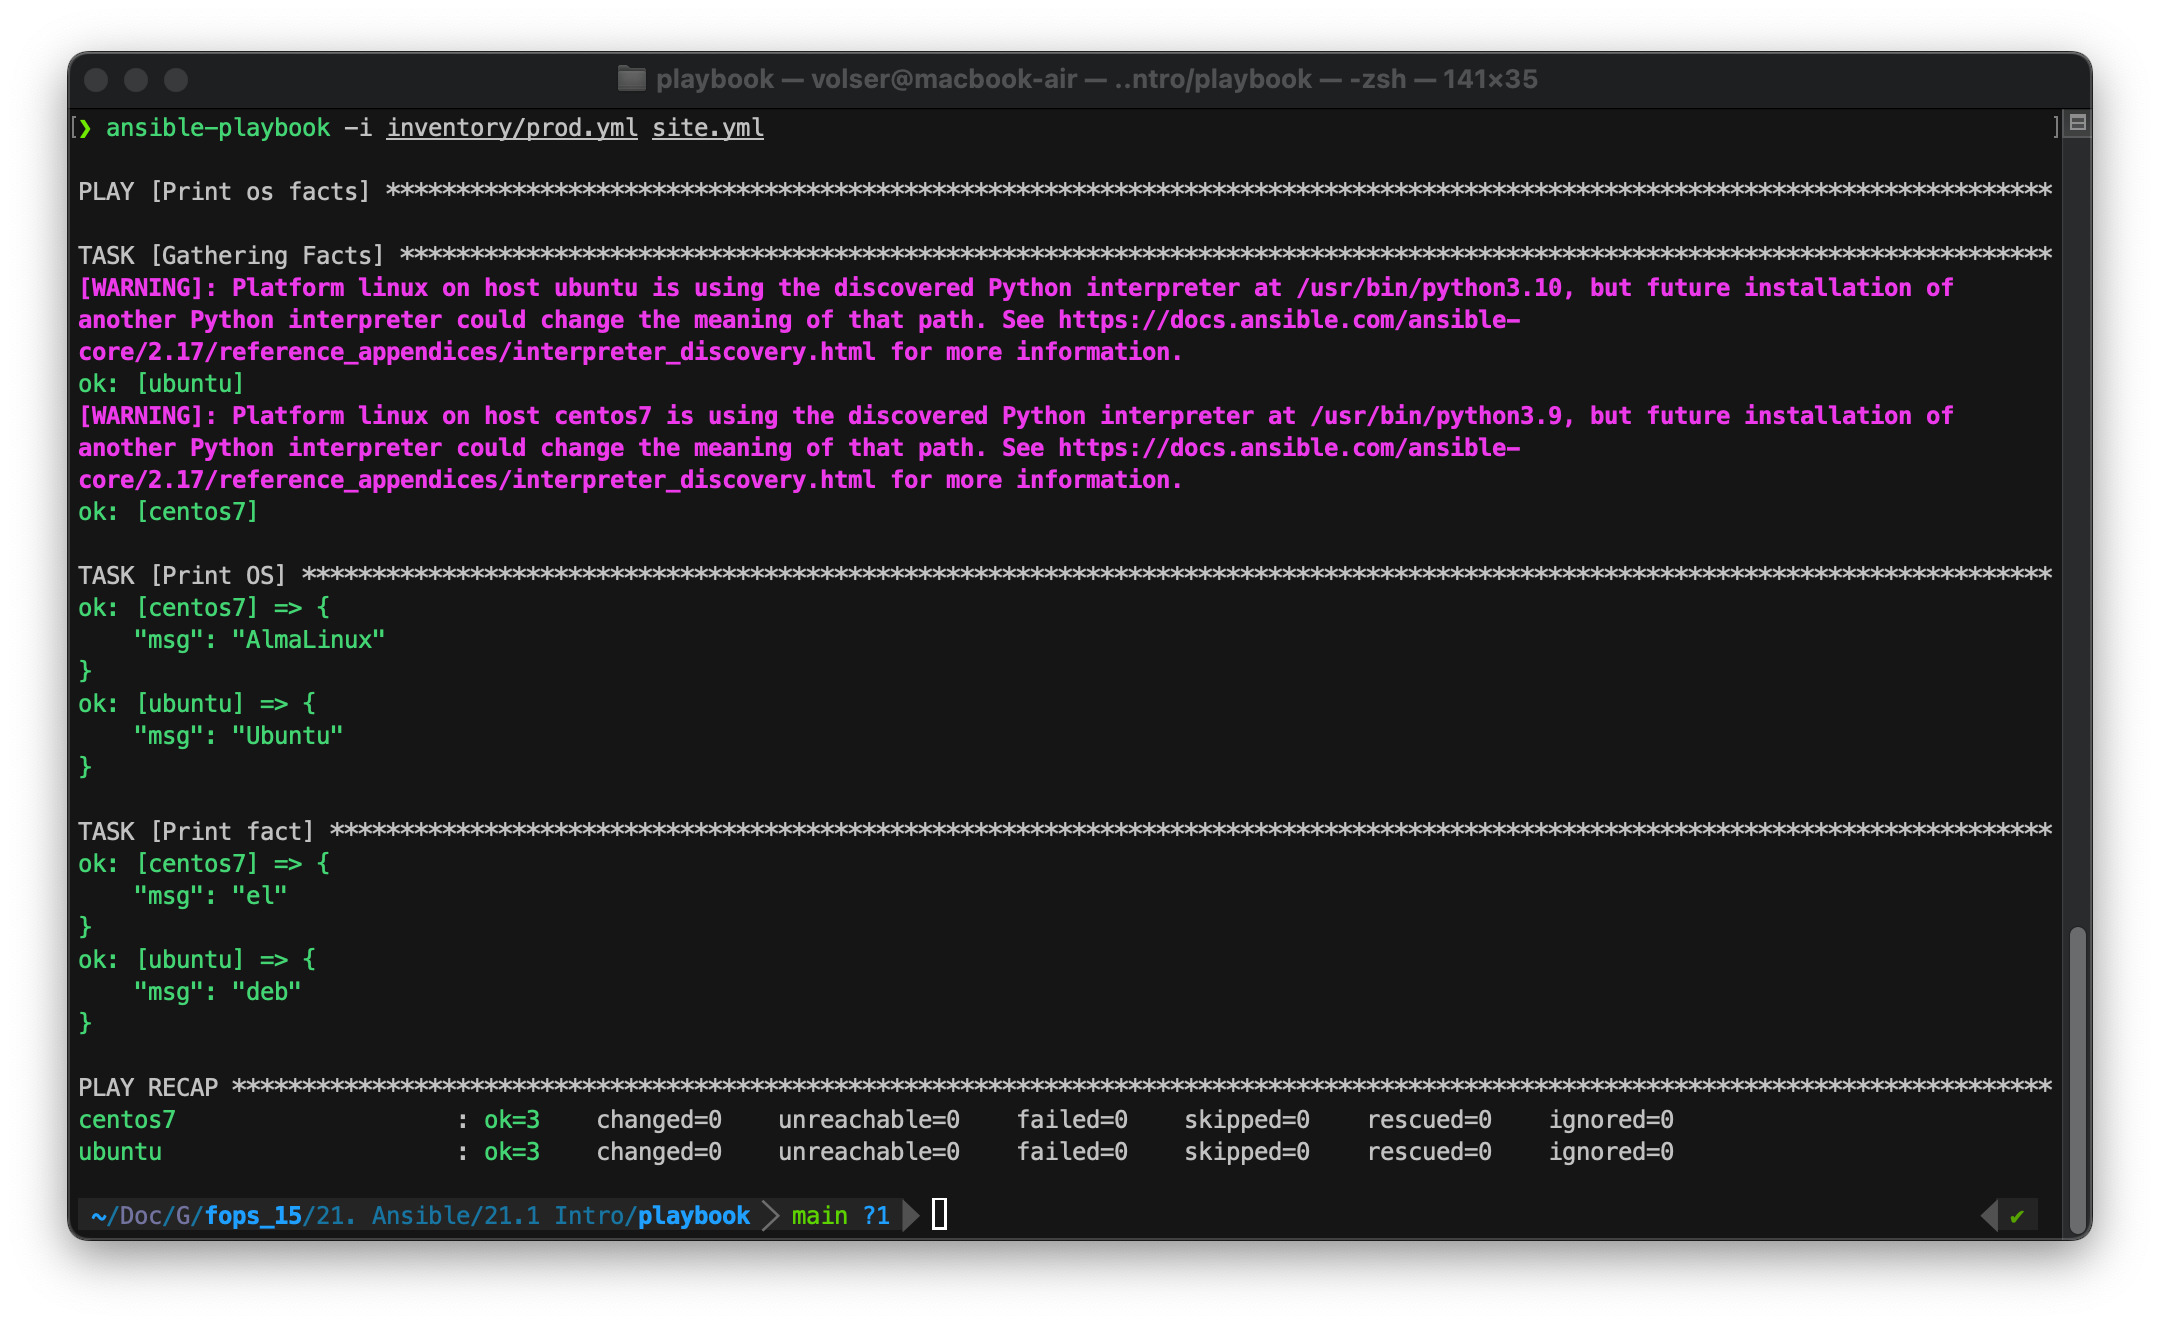 playbook — volser@macbook-air — ..ntro/playbook — -zsh — 141×35
[❯ ansible-playbook -i inventory/prod.yml site.yml ]
PLAY [Print os facts] ***********************************************************************************************************************
TASK [Gathering Facts] **********************************************************************************************************************
[WARNING]: Platform linux on host ubuntu is using the discovered Python interpreter at /usr/bin/python3.10, but future installation of
another Python interpreter could change the meaning of that path. See https://docs.ansible.com/ansible-
core/2.17/reference_appendices/interpreter_discovery.html for more information.
ok: [ubuntu]
[WARNING]: Platform linux on host centos7 is using the discovered Python interpreter at /usr/bin/python3.9, but future installation of
another Python interpreter could change the meaning of that path. See https://docs.ansible.com/ansible-
core/2.17/reference_appendices/interpreter_discovery.html for more information.
ok: [centos7]
TASK [Print OS] *****************************************************************************************************************************
ok: [centos7] => {
    "msg": "AlmaLinux"
}
ok: [ubuntu] => {
    "msg": "Ubuntu"
}
TASK [Print fact] ***************************************************************************************************************************
ok: [centos7] => {
    "msg": "el"
}
ok: [ubuntu] => {
    "msg": "deb"
}
PLAY RECAP **********************************************************************************************************************************
centos7                    : ok=3    changed=0    unreachable=0    failed=0    skipped=0    rescued=0    ignored=0
ubuntu                     : ok=3    changed=0    unreachable=0    failed=0    skipped=0    rescued=0    ignored=0
~/Doc/G/fops_15/21. Ansible/21.1 Intro/playbook main ?1 ✔